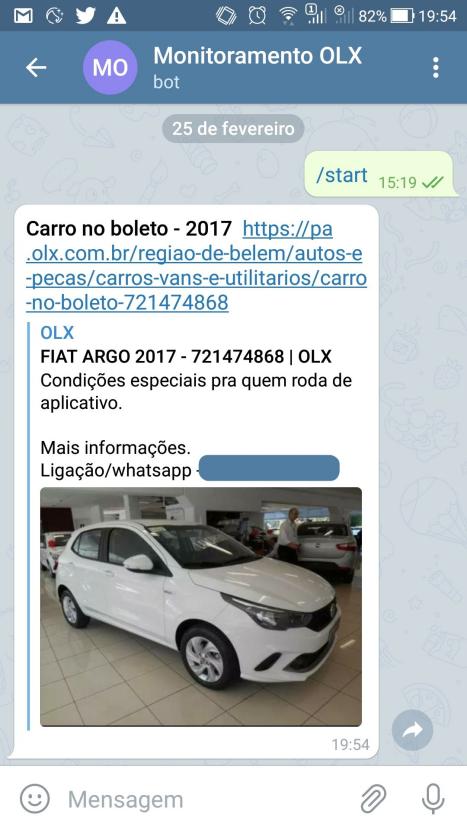 82% 19:54
Monitoramento OLX
MO
bot
25 de fevereiro
/start 15:19
Carro no boleto - 2017 https://pa
.olx.com.br/regiao-de-belem/autos-e
-pecas/carros-vans-e-utilitarios/carro
-no-boleto-721474868
OLX
FIAT ARGO 2017 - 721474868 | OLX
Condições especiais pra quem roda de
aplicativo.
Mais informações.
Ligação/whatsapp -
19:54
Mensagem